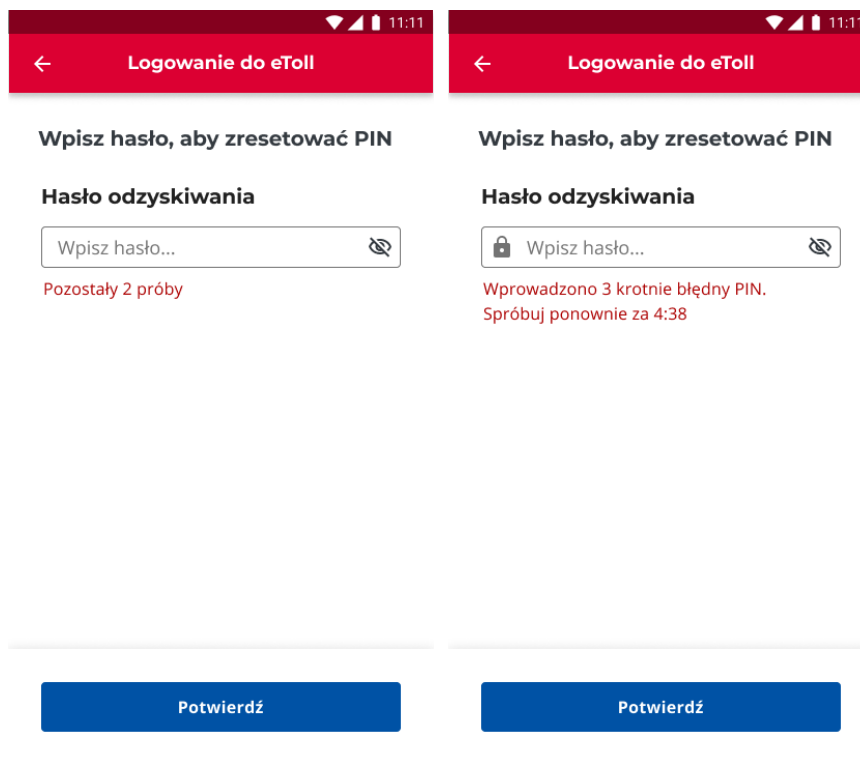 11:11
Logowanie do eToll
Wpisz hasło, aby zresetować PIN
Hasło odzyskiwania
Wpisz hasło...
Pozostały 2 próby
Potwierdź
11:11
Logowanie do eToll
Wpisz hasło, aby zresetować PIN
Hasło odzyskiwania
Wpisz hasło...
Wprowadzono 3 krotnie błędny PIN.
Spróbuj ponownie za 4:38
Potwierdź